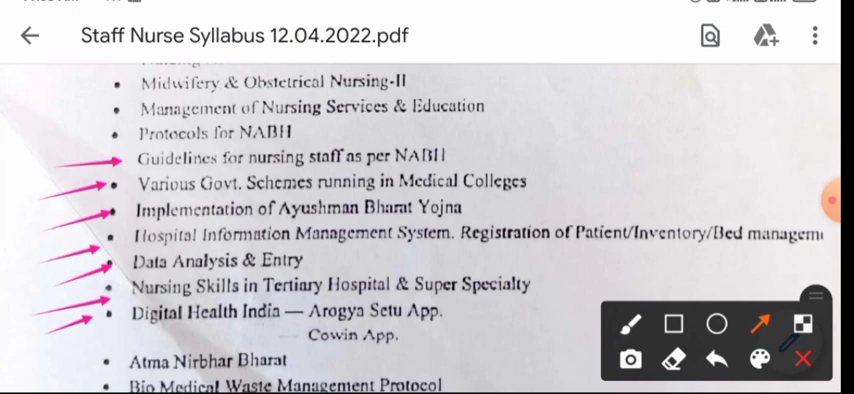 Staff Nurse Syllabus 12.04.2022.pdf
• Midwifery & Obstetrical Nursing-II
• Management of Nursing Services & Education
• Protocols for NABH
Guidelines for nursing staff as per NABH
• Various Govt. Schemes running in Medical Colleges
• Implementation of Ayushman Bharat Yojna
• Hospital Information Management System. Registration of Patient/Inventory/Bed managem
• Data Analysis & Entry
• Nursing Skills in Tertiary Hospital & Super Specialty
• Digital Health India — Arogya Setu App.
Cowin App.
• Atma Nirbhar Bharat
• Bio Medical Waste Management Protocol